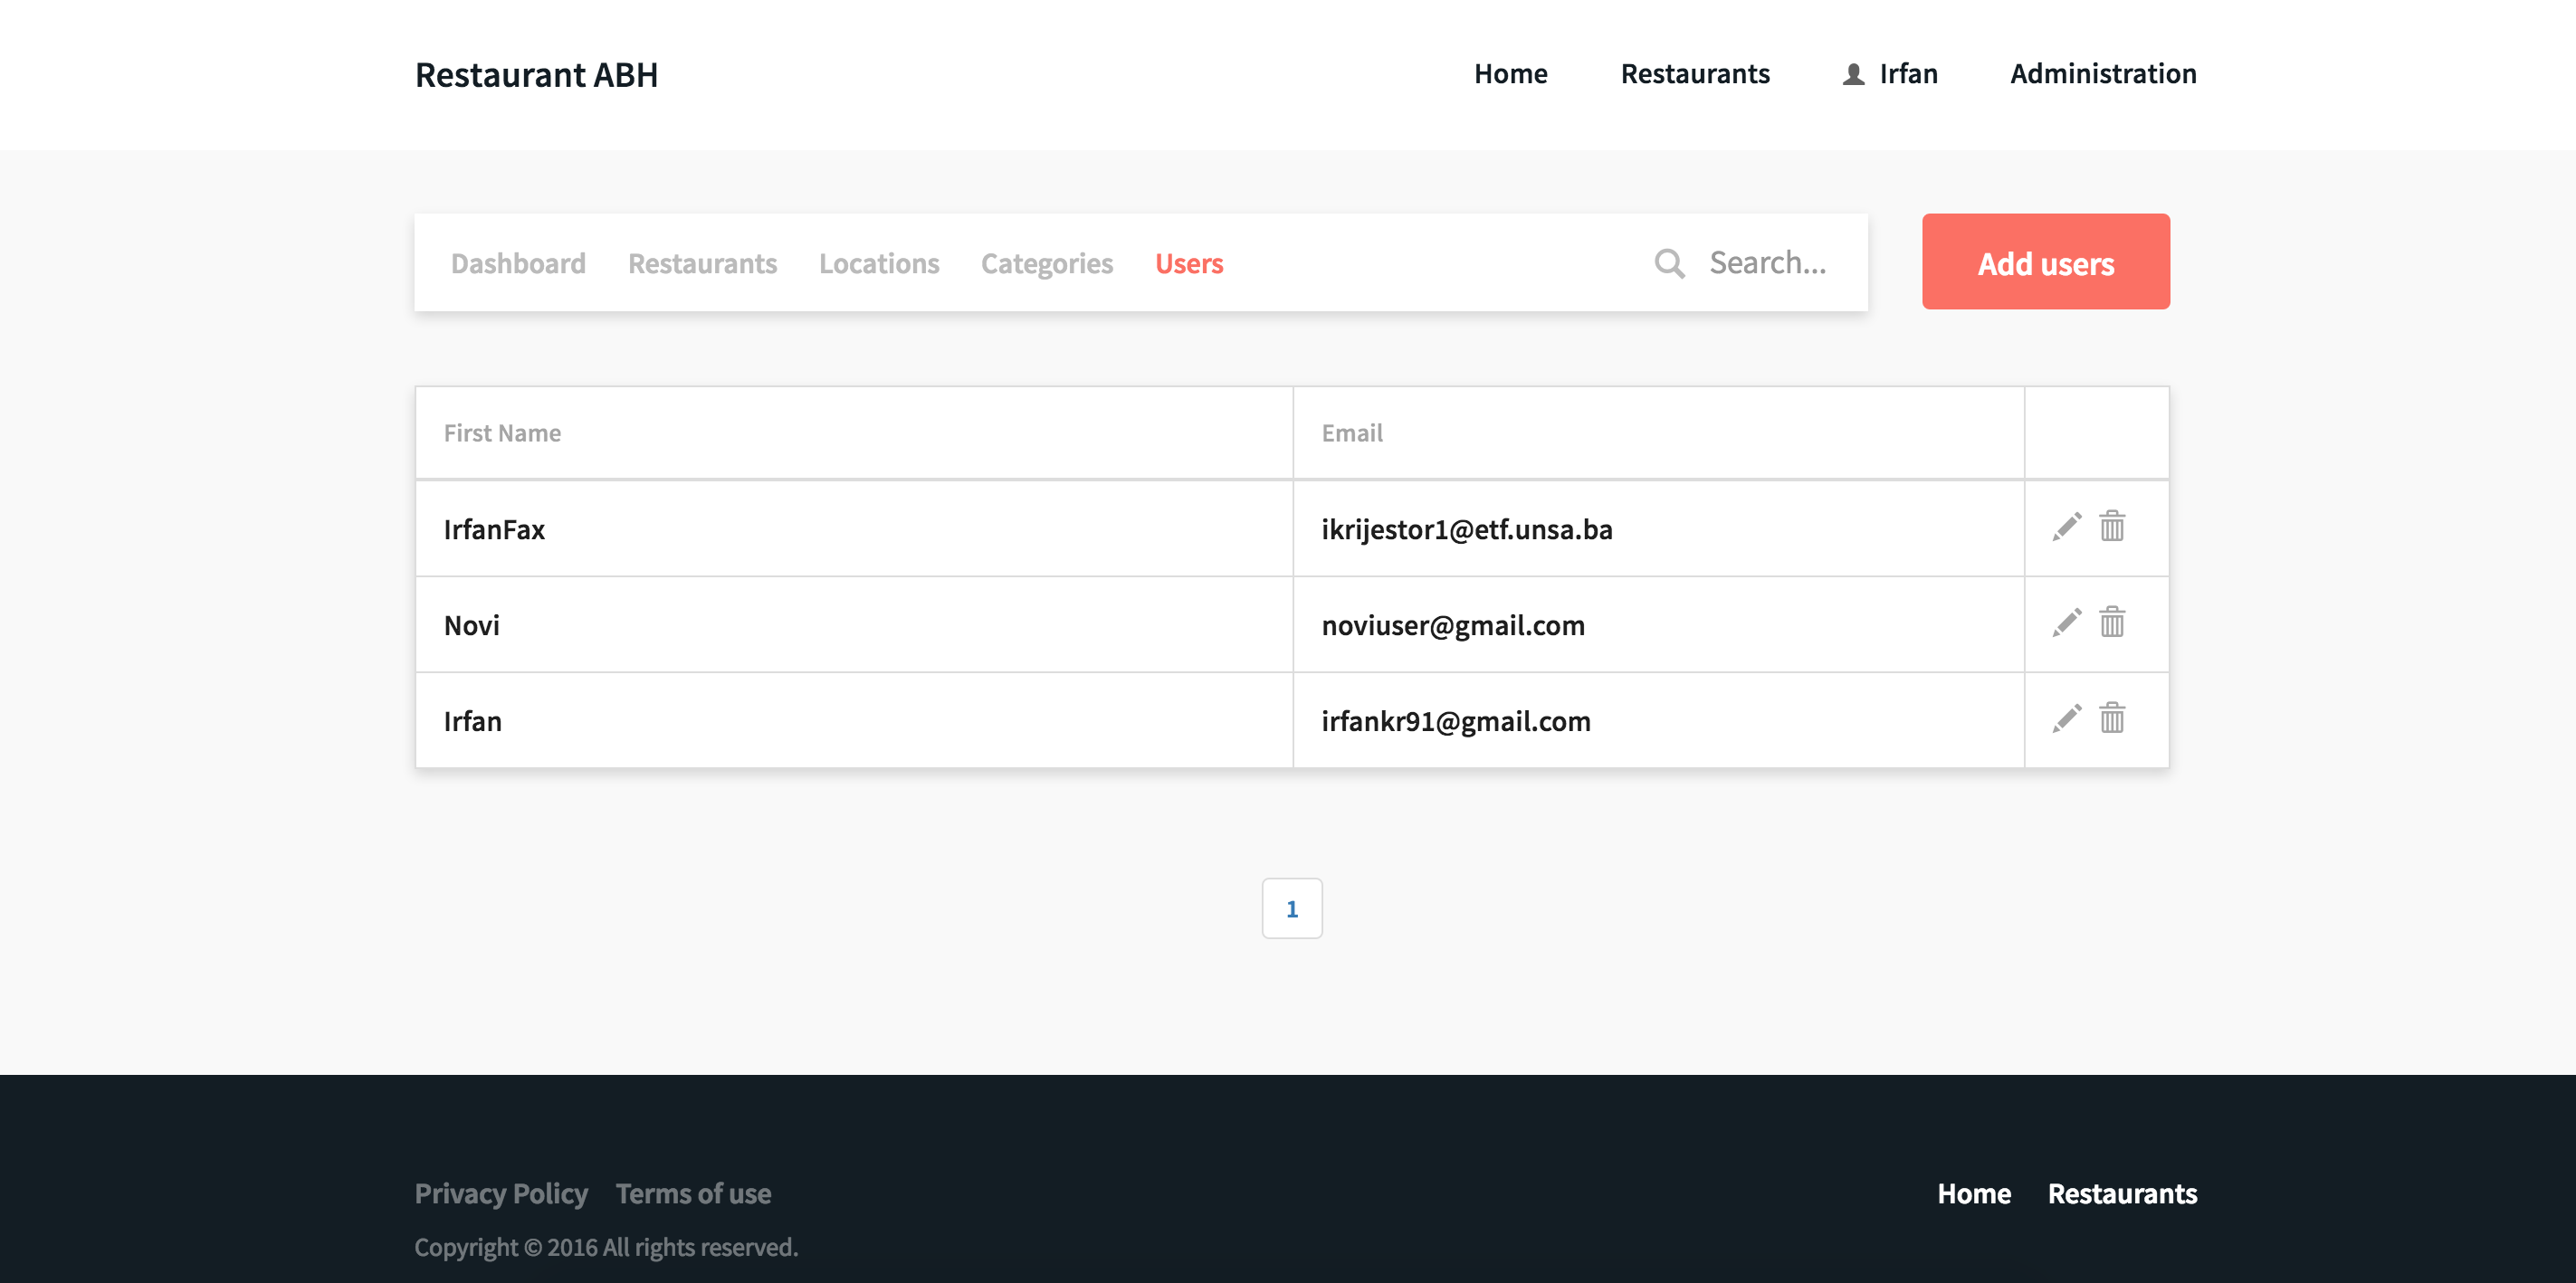 Restaurant ABH Home Restaurants Irfan Administration
Dashboard Restaurants Locations Categories Users Search... Add users
First Name Email
IrfanFax ikrijestor1@etf.unsa.ba
Novi noviuser@gmail.com
Irfan irfankr91@gmail.com
1
Privacy Policy Terms of use Home Restaurants
Copyright © 2016 All rights reserved.